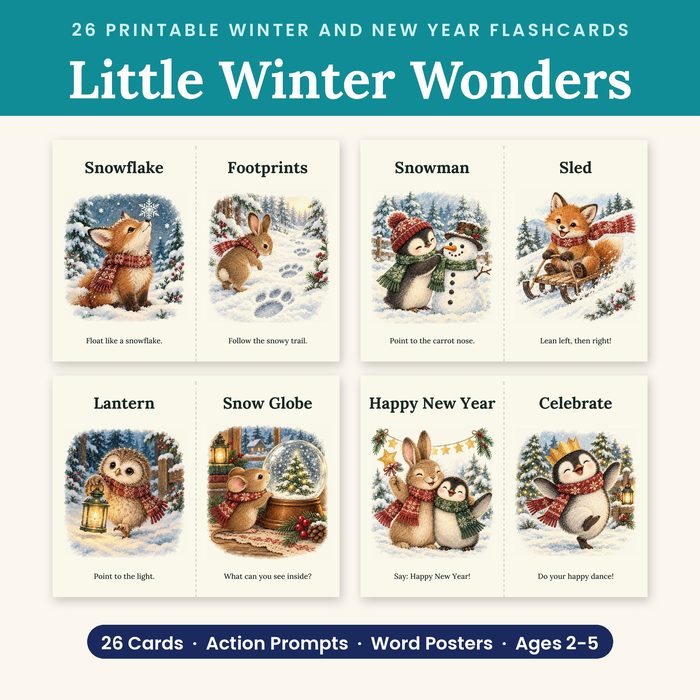 26 PRINTABLE WINTER AND NEW YEAR FLASHCARDS
Little Winter Wonders
Snowflake
Footprints
Float like a snowflake.
Follow the snowy trail.
Snowman
Sled
Point to the carrot nose.
Lean left, then right!
Lantern
Snow Globe
Point to the light.
What can you see inside?
Happy New Year
Celebrate
Say: Happy New Year!
Do your happy dance!
26 Cards · Action Prompts · Word Posters · Ages 2–5